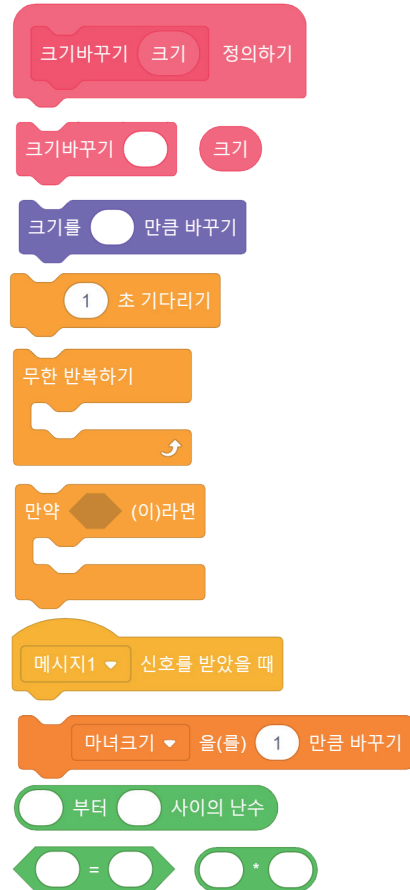 크기바꾸기 크기 정의하기
크기바꾸기 크기
크기를 만큼 바꾸기
1 초 기다리기
무한 반복하기
만약 (이)라면
메시지1 신호를 받았을 때
마녀크기 을(를) 1 만큼 바꾸기
부터 사이의 난수
= *